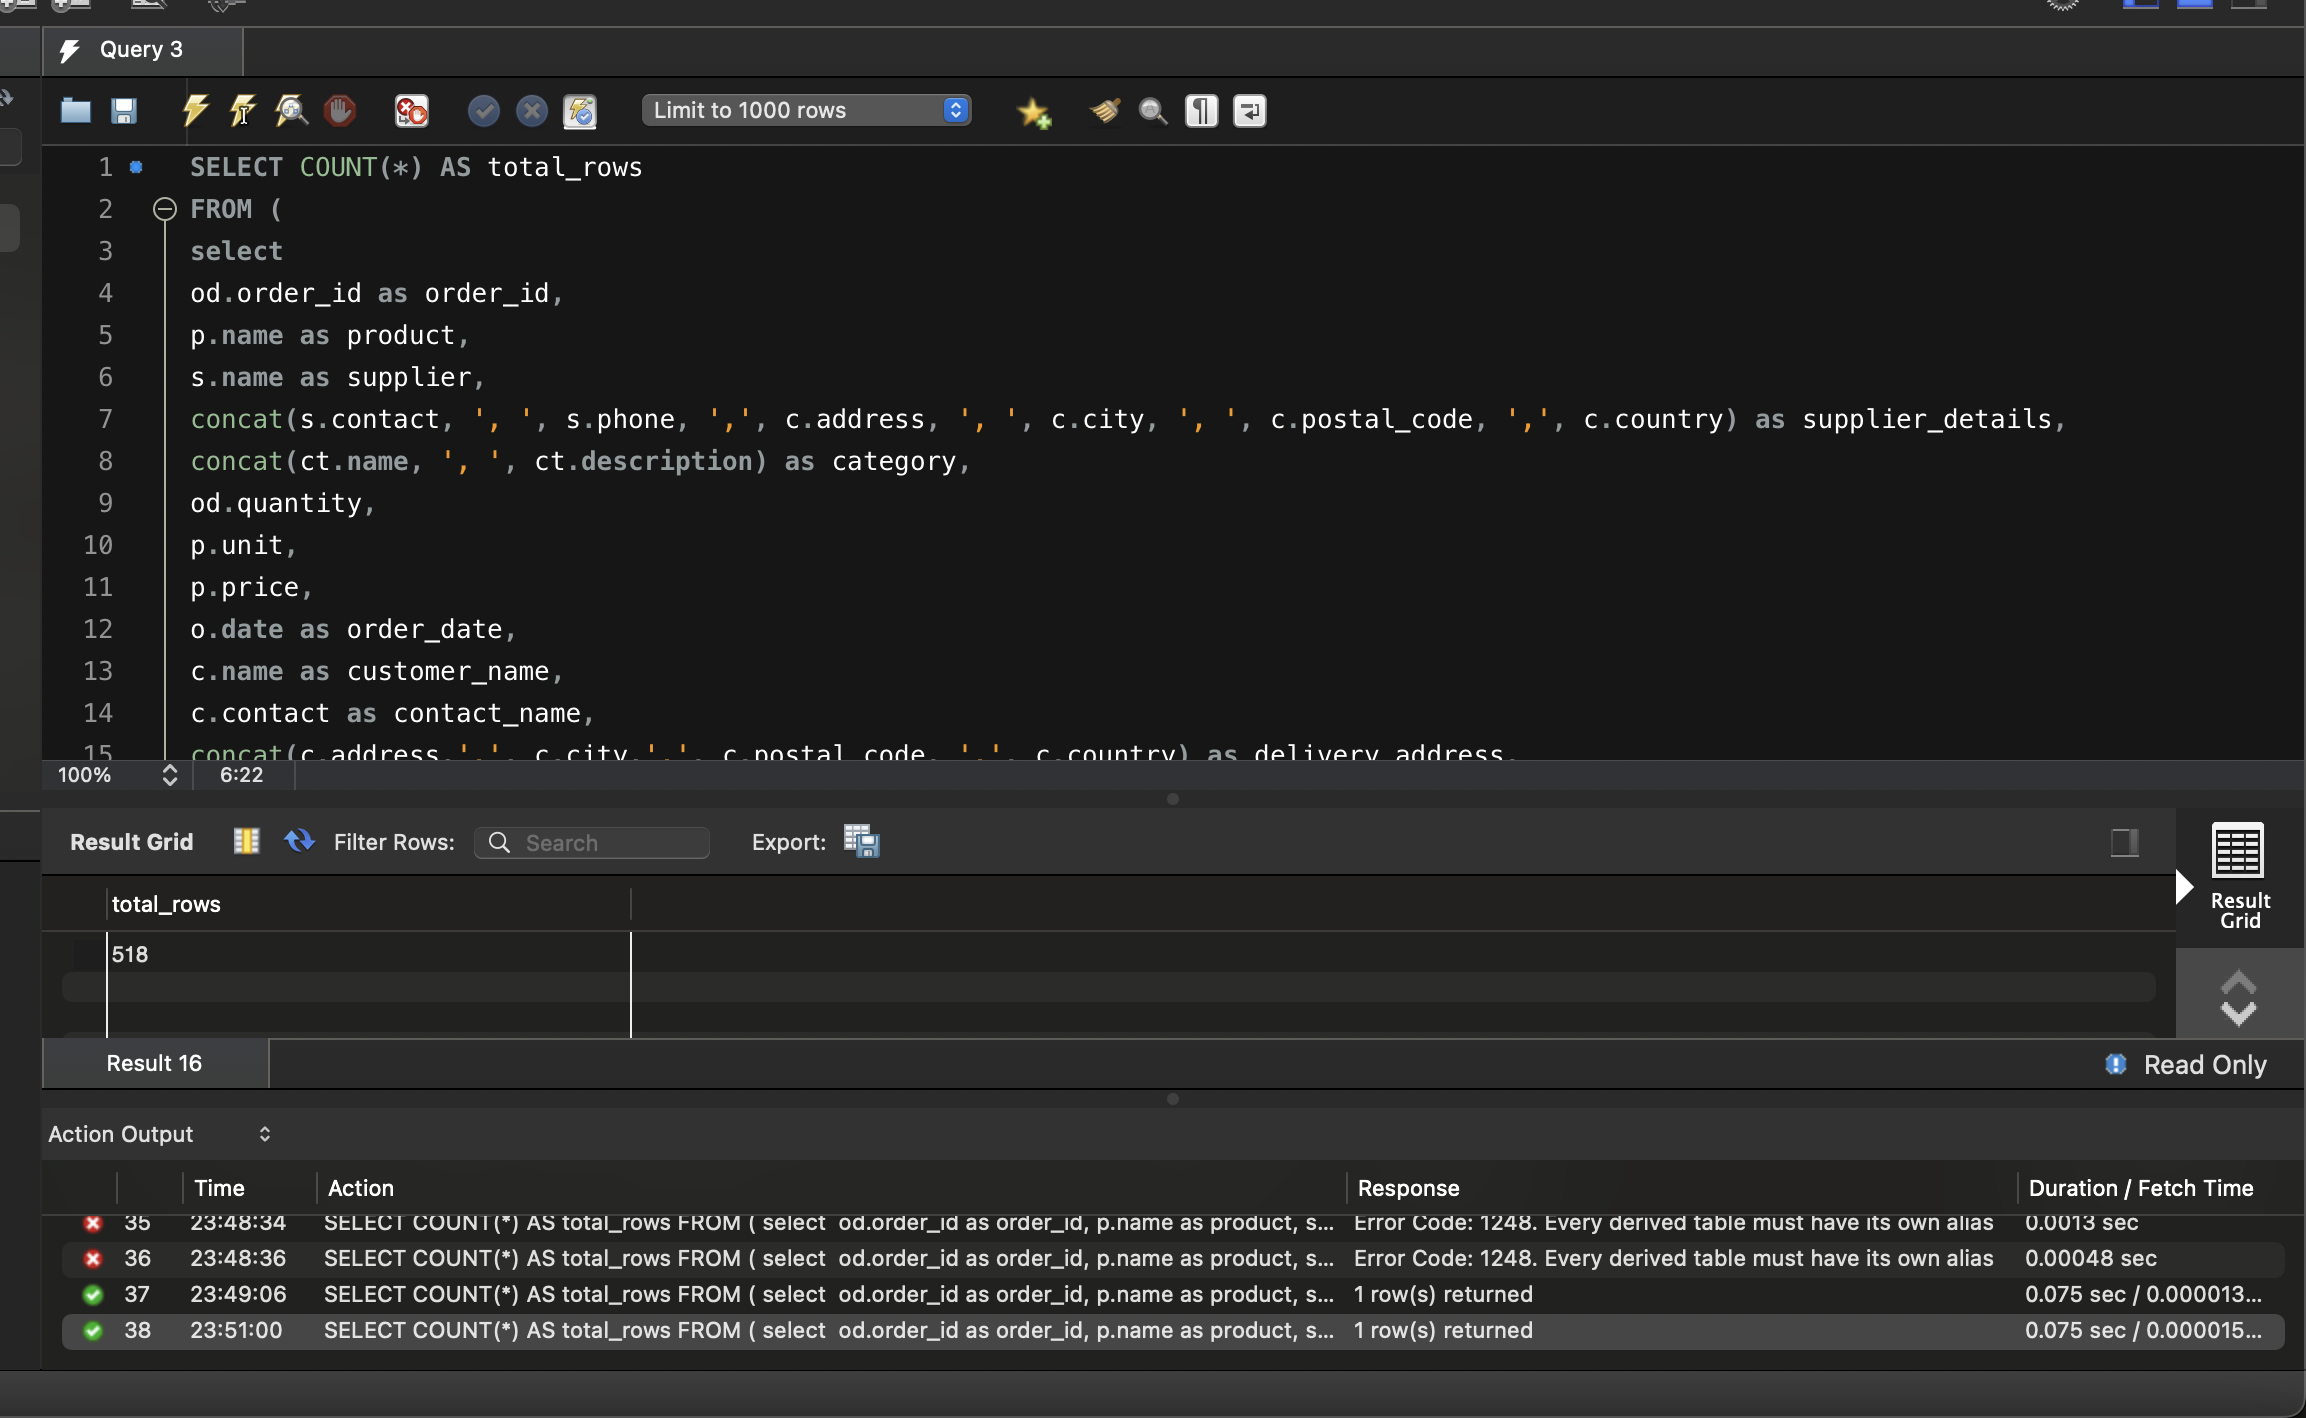 Query 3
Limit to 1000 rows
1 SELECT COUNT(*) AS total_rows
2 FROM (
3 select
4 od.order_id as order_id,
5 p.name as product,
6 s.name as supplier,
7 concat(s.contact, ', ', s.phone, ',', c.address, ', ', c.city, ', ', c.postal_code, ',', c.country) as supplier_details,
8 concat(ct.name, ', ', ct.description) as category,
9 od.quantity,
10 p.unit,
11 p.price,
12 o.date as order_date,
13 c.name as customer_name,
14 c.contact as contact_name,
15 concat(c.address,',', c.city,',', c.postal_code, ',', c.country) as delivery_address,
100% 6:22
Result Grid Filter Rows: Search Export:
Result
Grid
total_rows
518
Result 16 Read Only
Action Output
Time Action Response Duration / Fetch Time
35 23:48:34 SELECT COUNT(*) AS total_rows FROM ( select od.order_id as order_id, p.name as product, s... Error Code: 1248. Every derived table must have its own alias 0.0013 sec
36 23:48:36 SELECT COUNT(*) AS total_rows FROM ( select od.order_id as order_id, p.name as product, s... Error Code: 1248. Every derived table must have its own alias 0.00048 sec
37 23:49:06 SELECT COUNT(*) AS total_rows FROM ( select od.order_id as order_id, p.name as product, s... 1 row(s) returned 0.075 sec / 0.000013...
38 23:51:00 SELECT COUNT(*) AS total_rows FROM ( select od.order_id as order_id, p.name as product, s... 1 row(s) returned 0.075 sec / 0.000015...